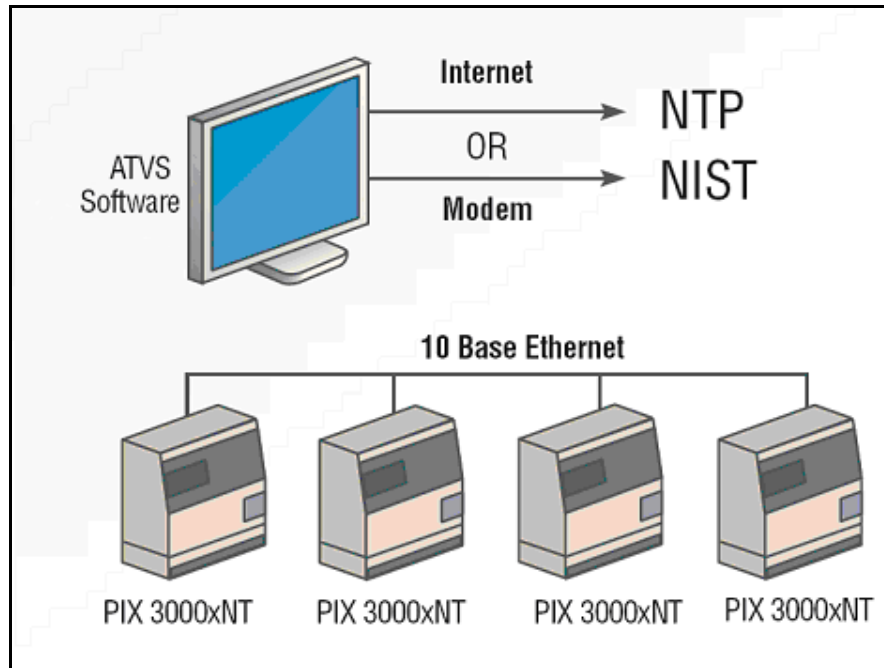 Internet
NTP
OR
ATVS
Software
NIST
Modem
10 Base Ethernet
PIX 3000xNT
PIX 3000xNT
PIX 3000xNT
PIX 3000xNT